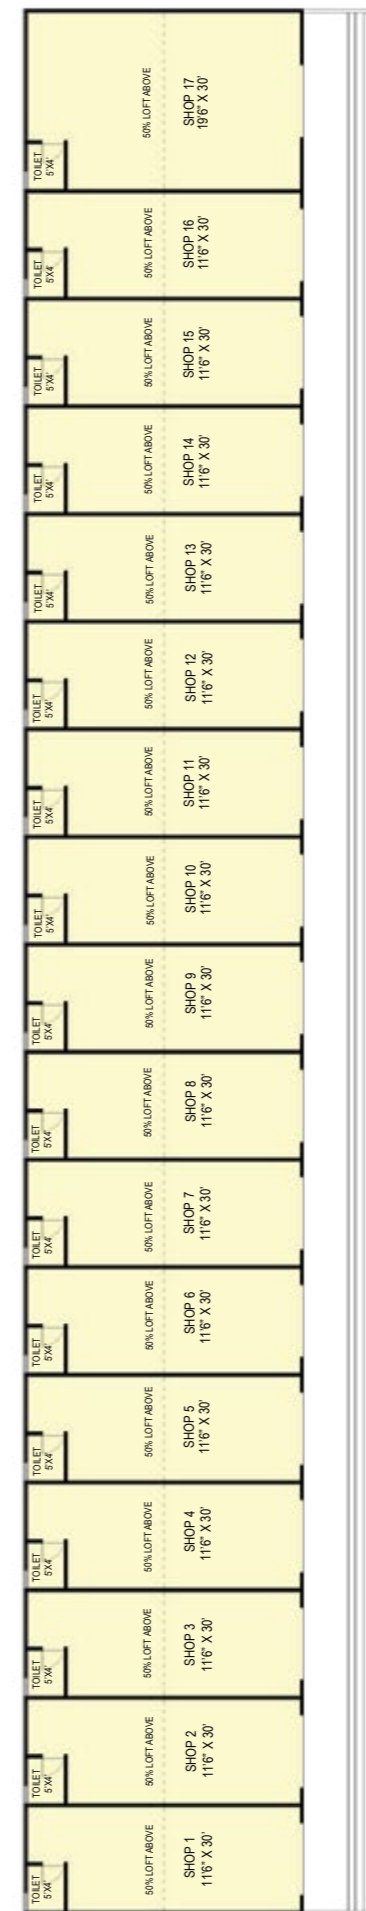 TOILET
5'X4'
50% LOFT ABOVE
SHOP 1
11'6" X 30'
TOILET
5'X4'
50% LOFT ABOVE
SHOP 2
11'6" X 30'
TOILET
5'X4'
50% LOFT ABOVE
SHOP 3
11'6" X 30'
TOILET
5'X4'
50% LOFT ABOVE
SHOP 4
11'6" X 30'
TOILET
5'X4'
50% LOFT ABOVE
SHOP 5
11'6" X 30'
TOILET
5'X4'
50% LOFT ABOVE
SHOP 6
11'6" X 30'
TOILET
5'X4'
50% LOFT ABOVE
SHOP 7
11'6" X 30'
TOILET
5'X4'
50% LOFT ABOVE
SHOP 8
11'6" X 30'
TOILET
5'X4'
50% LOFT ABOVE
SHOP 9
11'6" X 30'
TOILET
5'X4'
50% LOFT ABOVE
SHOP 10
11'6" X 30'
TOILET
5'X4'
50% LOFT ABOVE
SHOP 11
11'6" X 30'
TOILET
5'X4'
50% LOFT ABOVE
SHOP 12
11'6" X 30'
TOILET
5'X4'
50% LOFT ABOVE
SHOP 13
11'6" X 30'
TOILET
5'X4'
50% LOFT ABOVE
SHOP 14
11'6" X 30'
TOILET
5'X4'
50% LOFT ABOVE
SHOP 15
11'6" X 30'
TOILET
5'X4'
50% LOFT ABOVE
SHOP 16
11'6" X 30'
TOILET
5'X4'
50% LOFT ABOVE
SHOP 17
19'6" X 30'